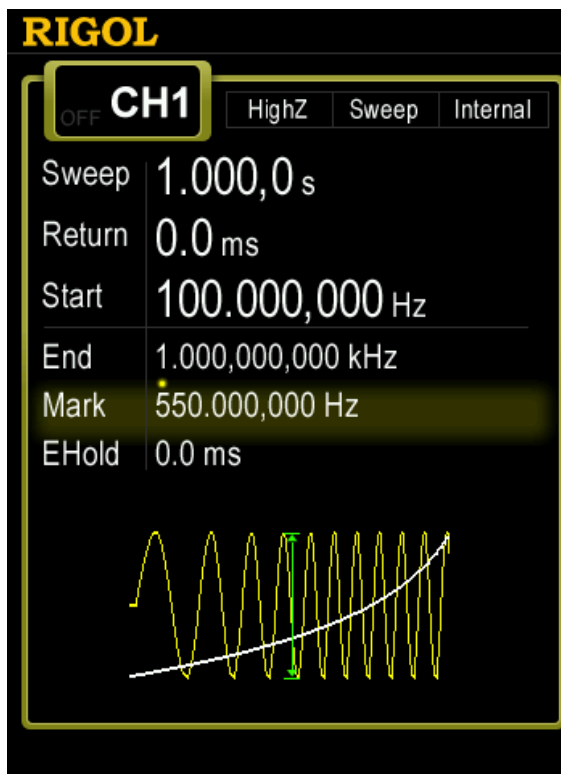 RIGOL
OFF CH1 HighZ Sweep Internal
Sweep 1.000,0 s
Return 0.0 ms
Start 100.000,000 Hz
End 1.000,000,000 kHz
Mark 550.000,000 Hz
EHold 0.0 ms